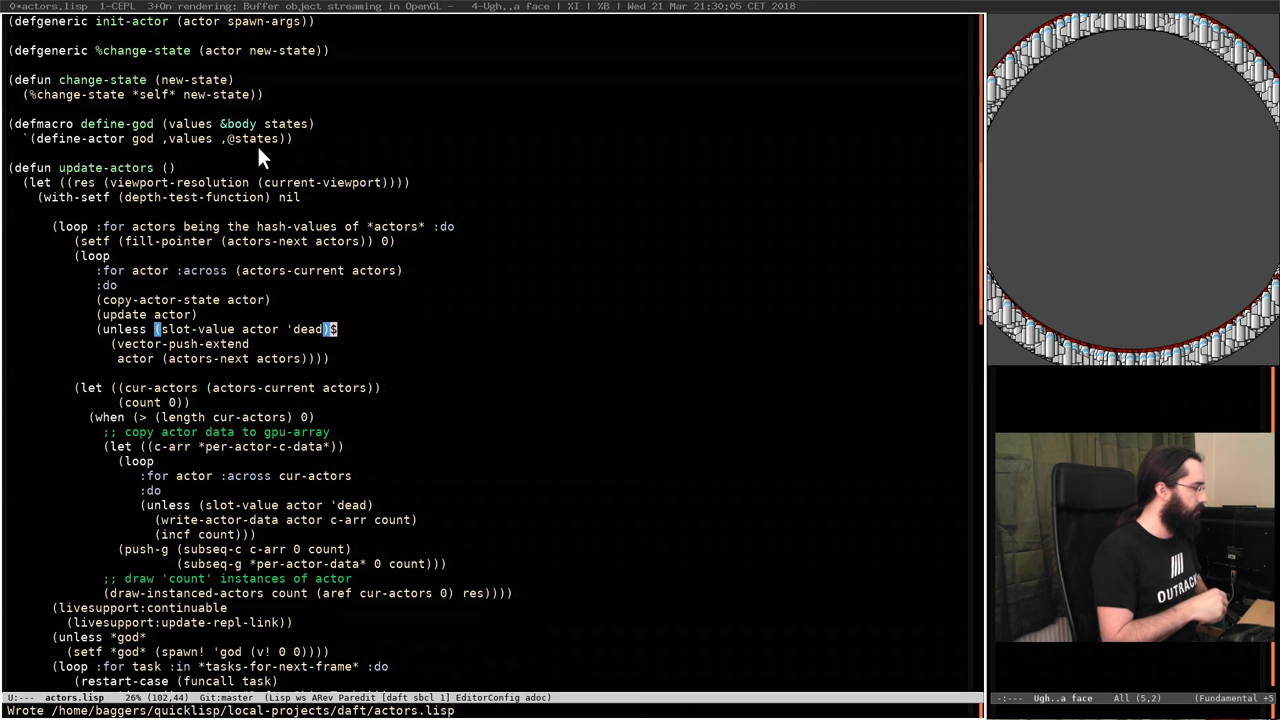 0*actors.lisp  1-CEPL  3+On rendering: Buffer object streaming in OpenGL -  4-Ugh..a face | XI | %B | Wed 21 Mar 21:30:05 CET 2018
(defgeneric init-actor (actor spawn-args))
(defgeneric %change-state (actor new-state))
(defun change-state (new-state)
  (%change-state *self* new-state))
(defmacro define-god (values &body states)
  `(define-actor god ,values ,@states))
(defun update-actors ()
  (let ((res (viewport-resolution (current-viewport))))
    (with-setf (depth-test-function) nil
      (loop :for actors being the hash-values of *actors* :do
         (setf (fill-pointer (actors-next actors)) 0)
         (loop
            :for actor :across (actors-current actors)
            :do
            (copy-actor-state actor)
            (update actor)
            (unless (slot-value actor 'dead)$
              (vector-push-extend
               actor (actors-next actors))))
         (let ((cur-actors (actors-current actors))
               (count 0))
           (when (> (length cur-actors) 0)
             ;; copy actor data to gpu-array
             (let ((c-arr *per-actor-c-data*))
               (loop
                  :for actor :across cur-actors
                  :do
                  (unless (slot-value actor 'dead)
                    (write-actor-data actor c-arr count)
                    (incf count)))
               (push-g (subseq-c c-arr 0 count)
                       (subseq-g *per-actor-data* 0 count)))
             ;; draw 'count' instances of actor
             (draw-instanced-actors count (aref cur-actors 0) res))))
      (livesupport:continuable
        (livesupport:update-repl-link))
      (unless *god*
        (setf *god* (spawn! 'god (v! 0 0))))
      (loop :for task :in *tasks-for-next-frame* :do
         (restart-case (funcall task)
OUTRAC
U:---  actors.lisp   26% (102,44)  Git:master  (Lisp ws ARev Paredit [daft sbcl 1] EditorConfig adoc)
-:---  Ugh..a face   All (5,2)   (Fundamental +5
Wrote /home/baggers/quicklisp/local-projects/daft/actors.lisp